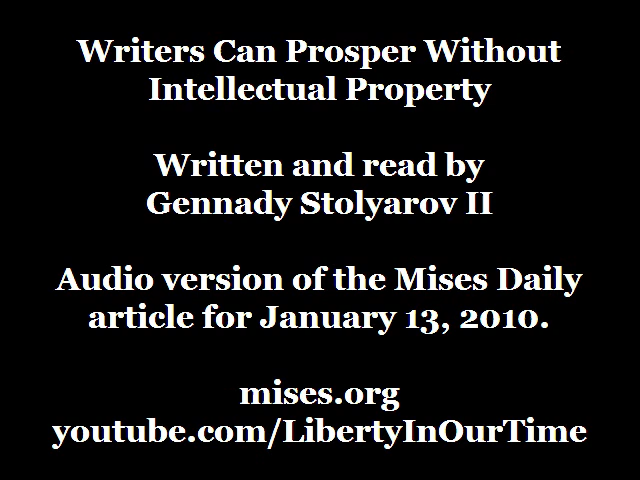 Writers Can Prosper Without
Intellectual Property
Written and read by
Gennady Stolyarov II
Audio version of the Mises Daily
article for January 13, 2010.
mises.org
youtube.com/LibertyInOurTime